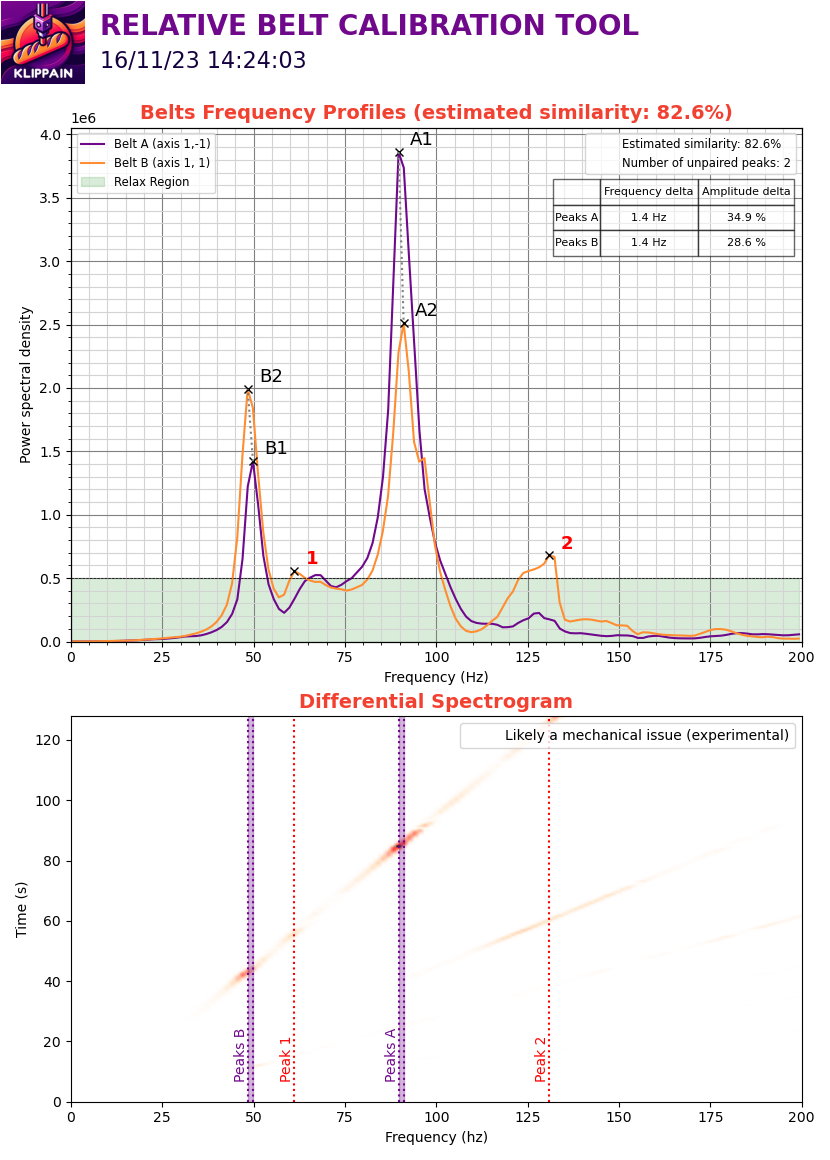 KLIPPAIN
RELATIVE BELT CALIBRATION TOOL
16/11/23 14:24:03
Belts Frequency Profiles (estimated similarity: 82.6%)
1e6
Belt A (axis 1,-1)
Belt B (axis 1, 1)
Relax Region
Estimated similarity: 82.6%
Number of unpaired peaks: 2
Frequency delta Amplitude delta
Peaks A 1.4 Hz 34.9 %
Peaks B 1.4 Hz 28.6 %
A1
A2
B2
B1
1
2
Power spectral density
4.0
3.5
3.0
2.5
2.0
1.5
1.0
0.5
0.0
0 25 50 75 100 125 150 175 200
Frequency (Hz)
Differential Spectrogram
Likely a mechanical issue (experimental)
Time (s)
120
100
80
60
40
20
0
Peaks B
Peak 1
Peaks A
Peak 2
0 25 50 75 100 125 150 175 200
Frequency (hz)